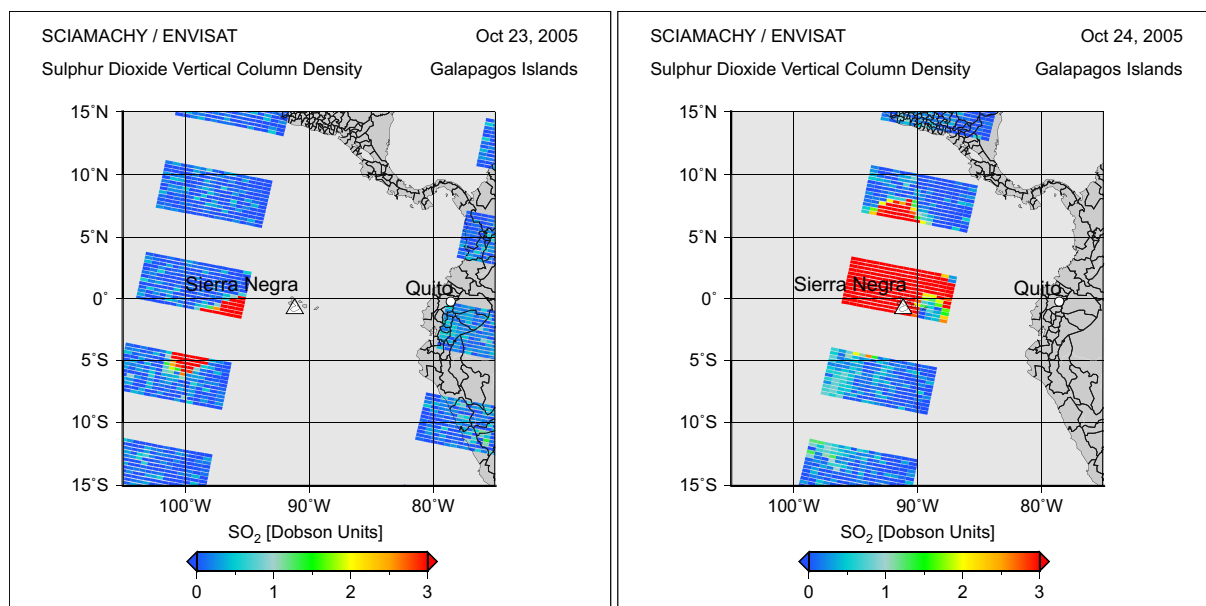 SCIAMACHY / ENVISAT Oct 23, 2005
Sulphur Dioxide Vertical Column Density Galapagos Islands
15˚N
10˚N
5˚N
0˚
5˚S
10˚S
15˚S
Sierra Negra
Quito
100˚W 90˚W 80˚W
SO2 [Dobson Units]
0 1 2 3
SCIAMACHY / ENVISAT Oct 24, 2005
Sulphur Dioxide Vertical Column Density Galapagos Islands
15˚N
10˚N
5˚N
0˚
5˚S
10˚S
15˚S
Sierra Negra
Quito
100˚W 90˚W 80˚W
SO2 [Dobson Units]
0 1 2 3